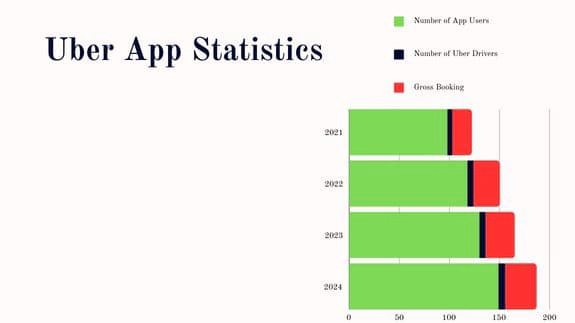 Uber App Statistics
Number of App Users
Number of Uber Drivers
Gross Booking
2021
2022
2023
2024
0 50 100 150 200